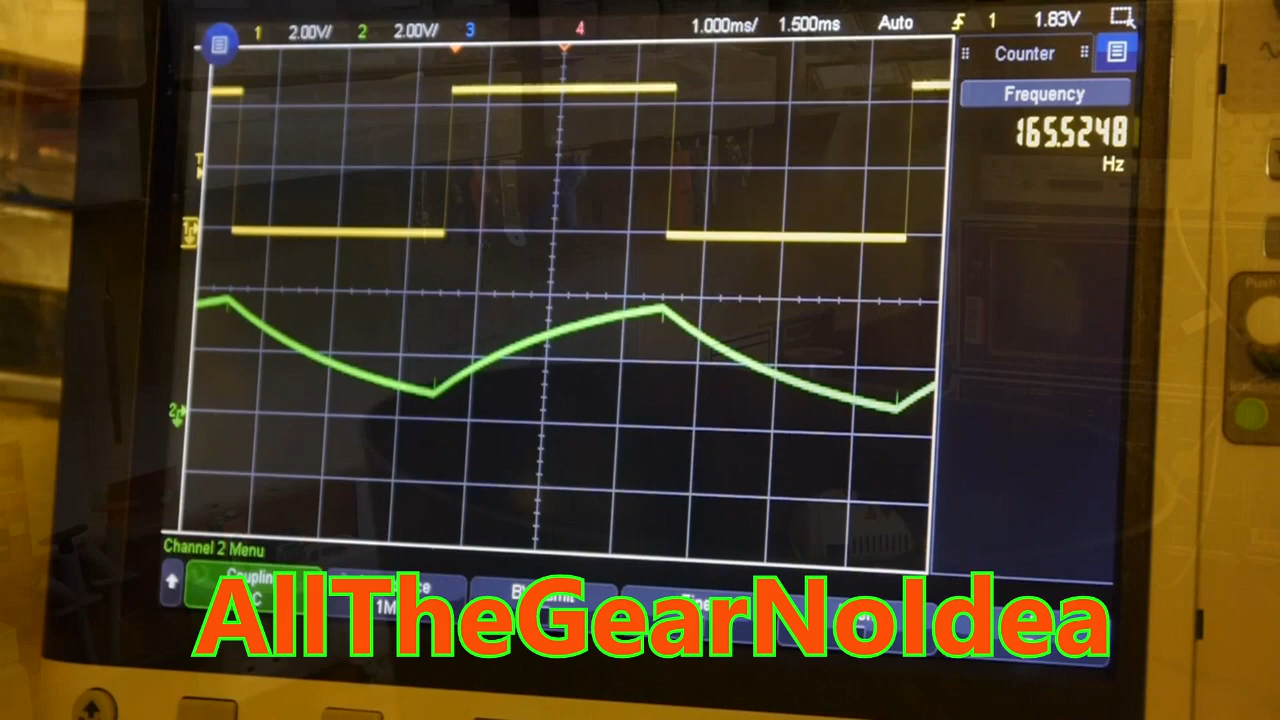 1 2.00V/ 2 2.00V/ 3 4 1.000ms/ 1.500ms Auto 1 1.83V
Counter
Frequency
165.5248
Hz
Channel 2 Menu
AllTheGearNoIdea